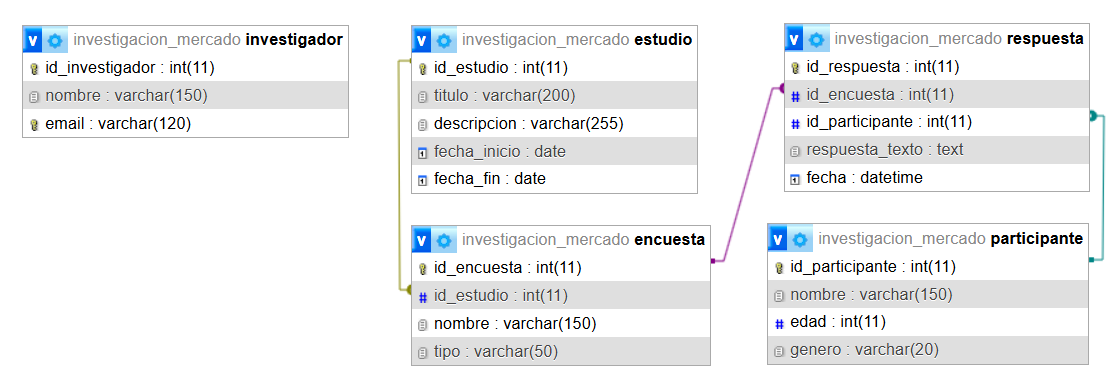 investigacion_mercado investigador
id_investigador : int(11)
nombre : varchar(150)
email : varchar(120)
investigacion_mercado estudio
id_estudio : int(11)
titulo : varchar(200)
descripcion : varchar(255)
fecha_inicio : date
fecha_fin : date
investigacion_mercado respuesta
id_respuesta : int(11)
id_encuesta : int(11)
id_participante : int(11)
respuesta_texto : text
fecha : datetime
investigacion_mercado encuesta
id_encuesta : int(11)
id_estudio : int(11)
nombre : varchar(150)
tipo : varchar(50)
investigacion_mercado participante
id_participante : int(11)
nombre : varchar(150)
edad : int(11)
genero : varchar(20)